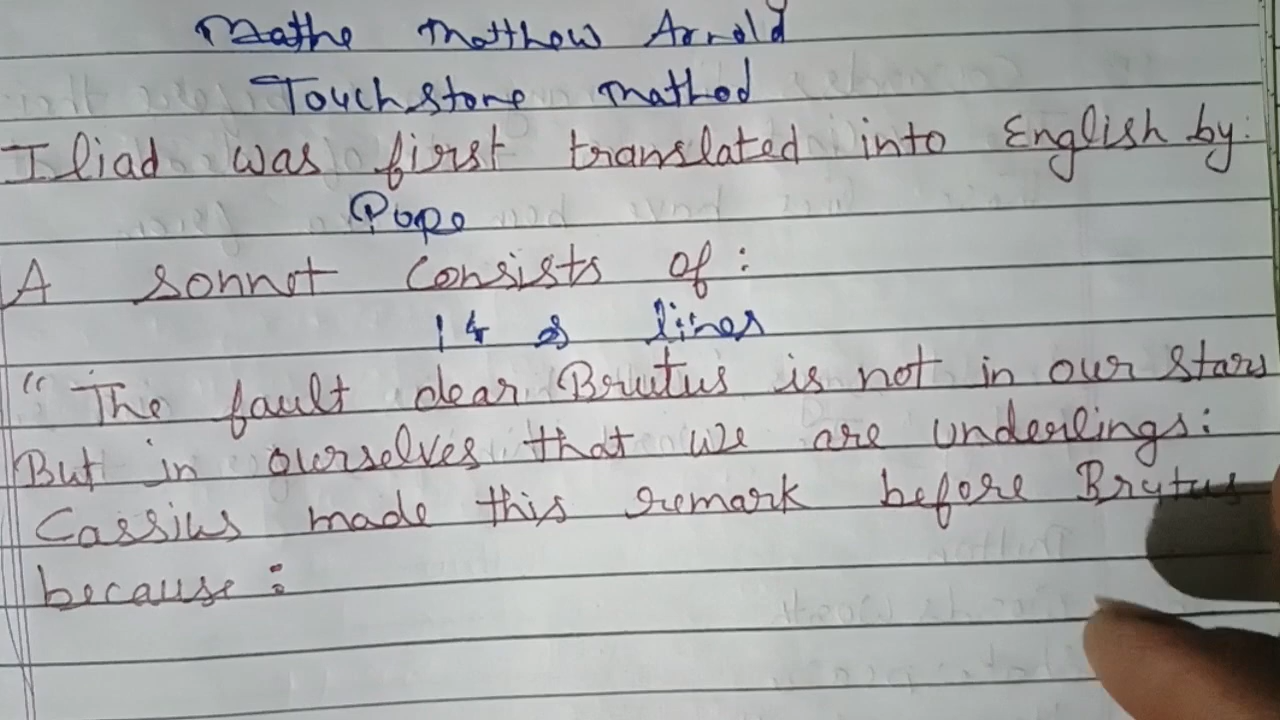 Mathe Matthew Arnold
Touchstone Mathod
Iliad was first translated into English by:
Pope
A sonnet consists of:
14 lines
"The fault dear Brutus is not in our stars
But in ourselves that we are underlings:
Cassius made this remark before Brutus
because: